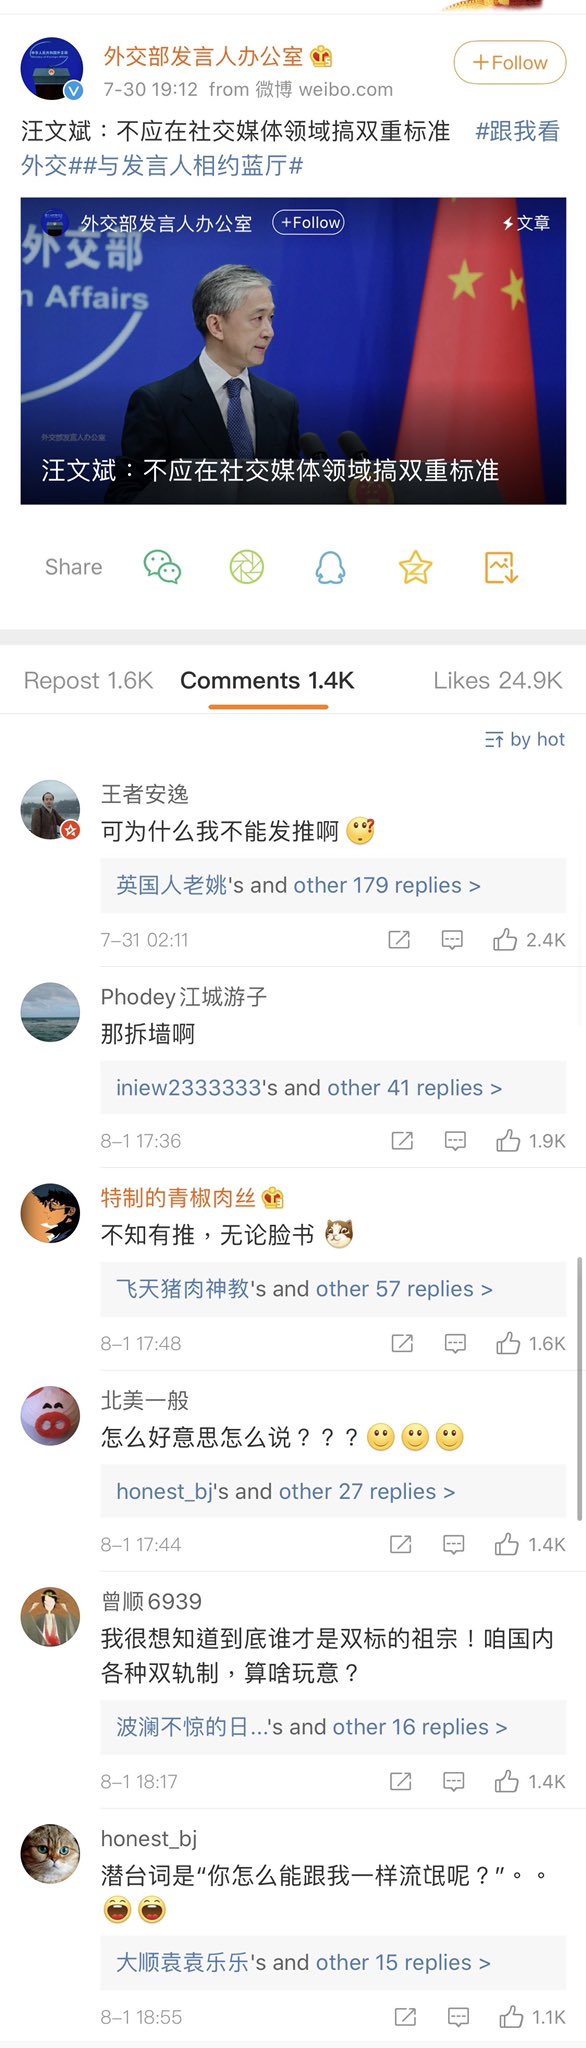 外交部发言人办公室
+Follow
7-30 19:12 from 微博 weibo.com
汪文斌：不应在社交媒体领域搞双重标准 #跟我看
外交##与发言人相约蓝厅#
外交部发言人办公室 +Follow
文章
外交部
n Affairs
外交部发言人办公室
汪文斌：不应在社交媒体领域搞双重标准
Share
Repost 1.6K Comments 1.4K Likes 24.9K
by hot
王者安逸
可为什么我不能发推啊
英国人老姚's and other 179 replies >
7-31 02:11 2.4K
Phodey江城游子
那拆墙啊
iniew2333333's and other 41 replies >
8-1 17:36 1.9K
特制的青椒肉丝
不知有推，无论脸书
飞天猪肉神教's and other 57 replies >
8-1 17:48 1.6K
北美一般
怎么好意思怎么说？？？
honest_bj's and other 27 replies >
8-1 17:44 1.4K
曾顺6939
我很想知道到底谁才是双标的祖宗！咱国内
各种双轨制，算啥玩意？
波澜不惊的日...'s and other 16 replies >
8-1 18:17 1.4K
honest_bj
潜台词是“你怎么能跟我一样流氓呢？”。。
大顺袁袁乐乐's and other 15 replies >
8-1 18:55 1.1K